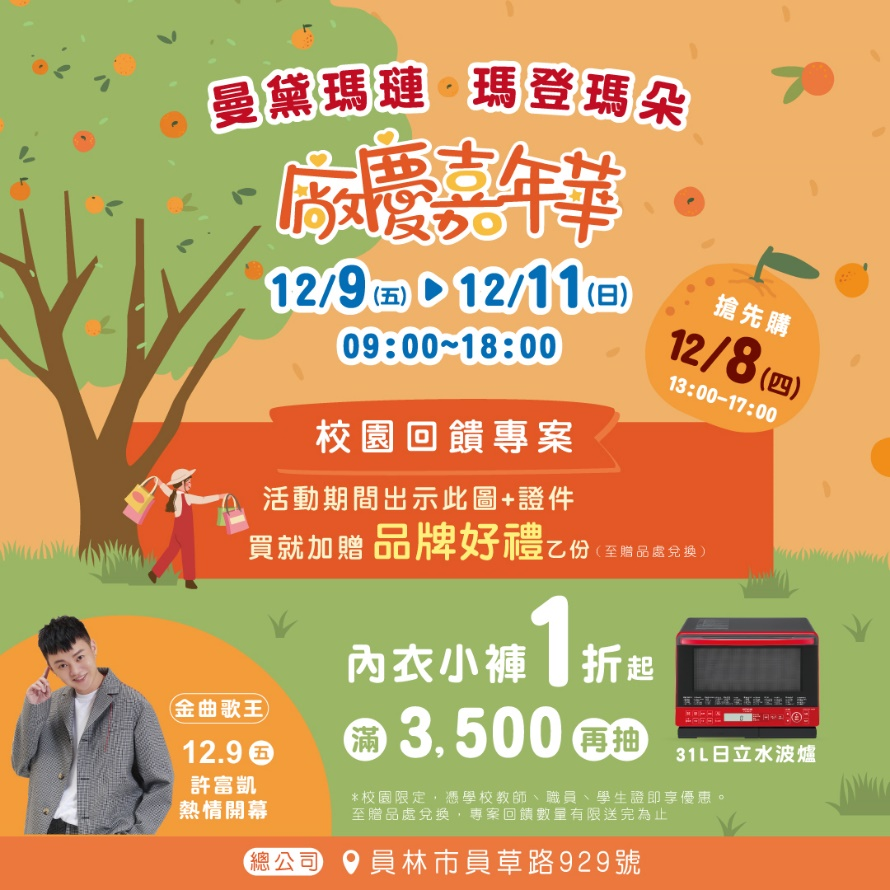 曼黛瑪璉 瑪登瑪朵
廠慶嘉年華
12/9(五)▶12/11(日)
09:00~18:00
搶先購
12/8(四)
13:00-17:00
校園回饋專案
活動期間出示此圖+證件
買就加贈 品牌好禮乙份(至贈品處兌換)
內衣小褲1折起
滿 3,500 再抽
31L日立水波爐
金曲歌王
12.9 五
許富凱
熱情開幕
*校園限定,憑學校教師、職員、學生證即享優惠。
至贈品處兌換,專案回饋數量有限送完為止
總公司 員林市員草路929號